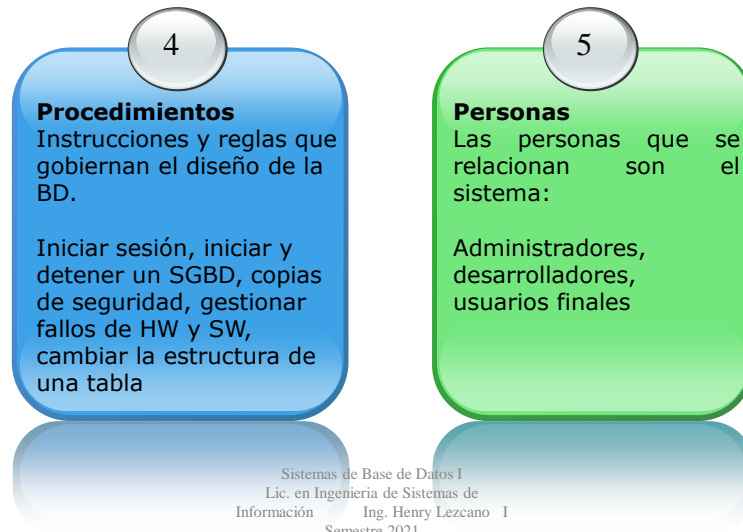 4
Procedimientos
Instrucciones y reglas que
gobiernan el diseño de la
BD.
Iniciar sesión, iniciar y
detener un SGBD, copias
de seguridad, gestionar
fallos de HW y SW,
cambiar la estructura de
una tabla
5
Personas
Las personas que se
relacionan son el
sistema:
Administradores,
desarrolladores,
usuarios finales
Sistemas de Base de Datos I
Lic. en Ingenieria de Sistemas de
Información Ing. Henry Lezcano I
Semestre 2021